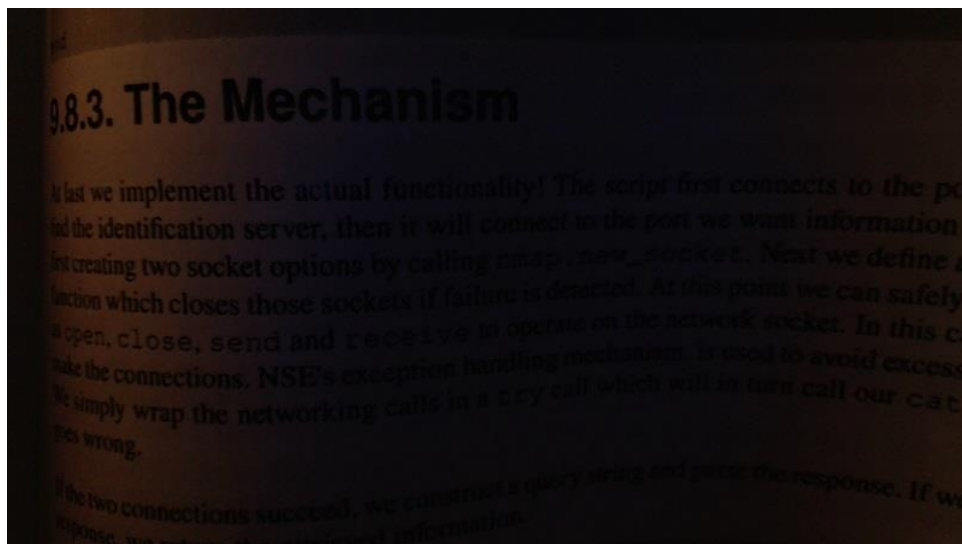 9.8.3. The Mechanism
At last we implement the actual functionality! The script first connects to the
find the identification server, then it will connect to the port we want information
first creating two socket options by calling nmap.new_socket. Next we define
function which closes those sockets if failure is detected. At this point we can safely
open, close, send and receive to operate on the network socket. In this
make the connections. NSE's exception handling mechanism, is used to avoid
We simply wrap the networking calls in a try call which will in turn call our
goes wrong.
If the two connections succeed, we construct a query string and parse the response. If
response, we information.